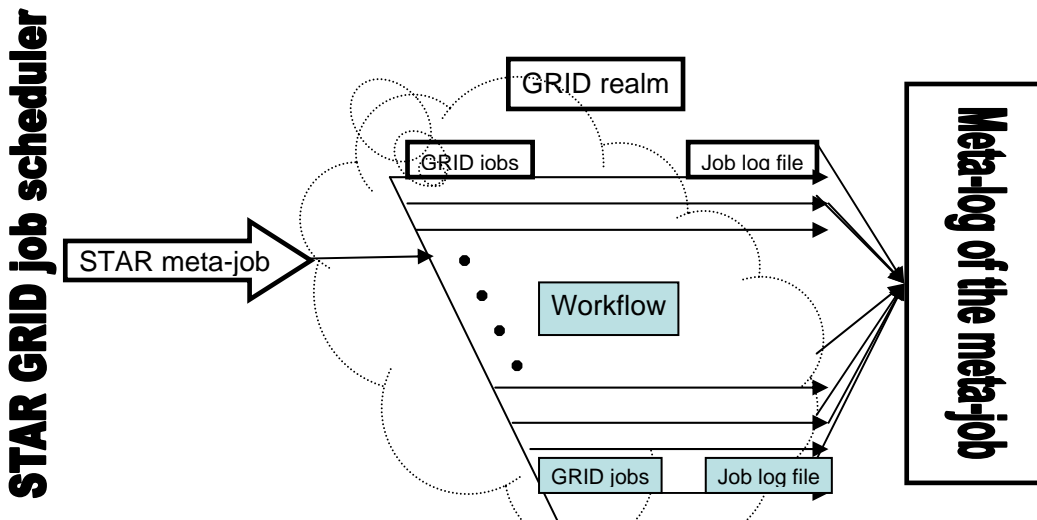 STAR GRID job scheduler
GRID realm
GRID jobs
Job log file
STAR meta-job
Workflow
GRID jobs
Job log file
Meta-log of the meta-job